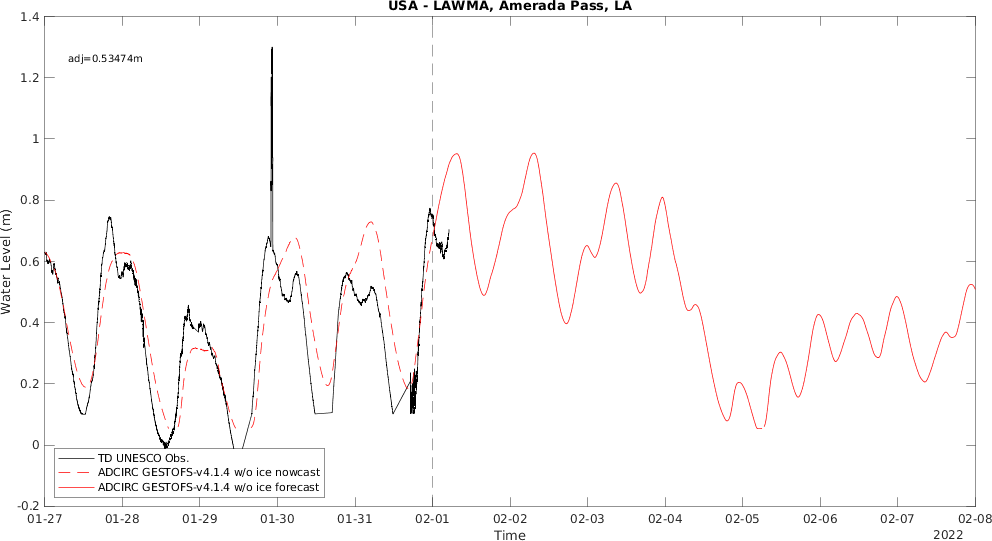 USA - LAWMA, Amerada Pass, LA
adj=0.53474m
Water Level (m)
1.4
1.2
1
0.8
0.6
0.4
0.2
0
-0.2
TD UNESCO Obs.
ADCIRC GESTOFS-v4.1.4 w/o ice nowcast
ADCIRC GESTOFS-v4.1.4 w/o ice forecast
01-27 01-28 01-29 01-30 01-31 02-01 02-02 02-03 02-04 02-05 02-06 02-07 02-08
Time
2022